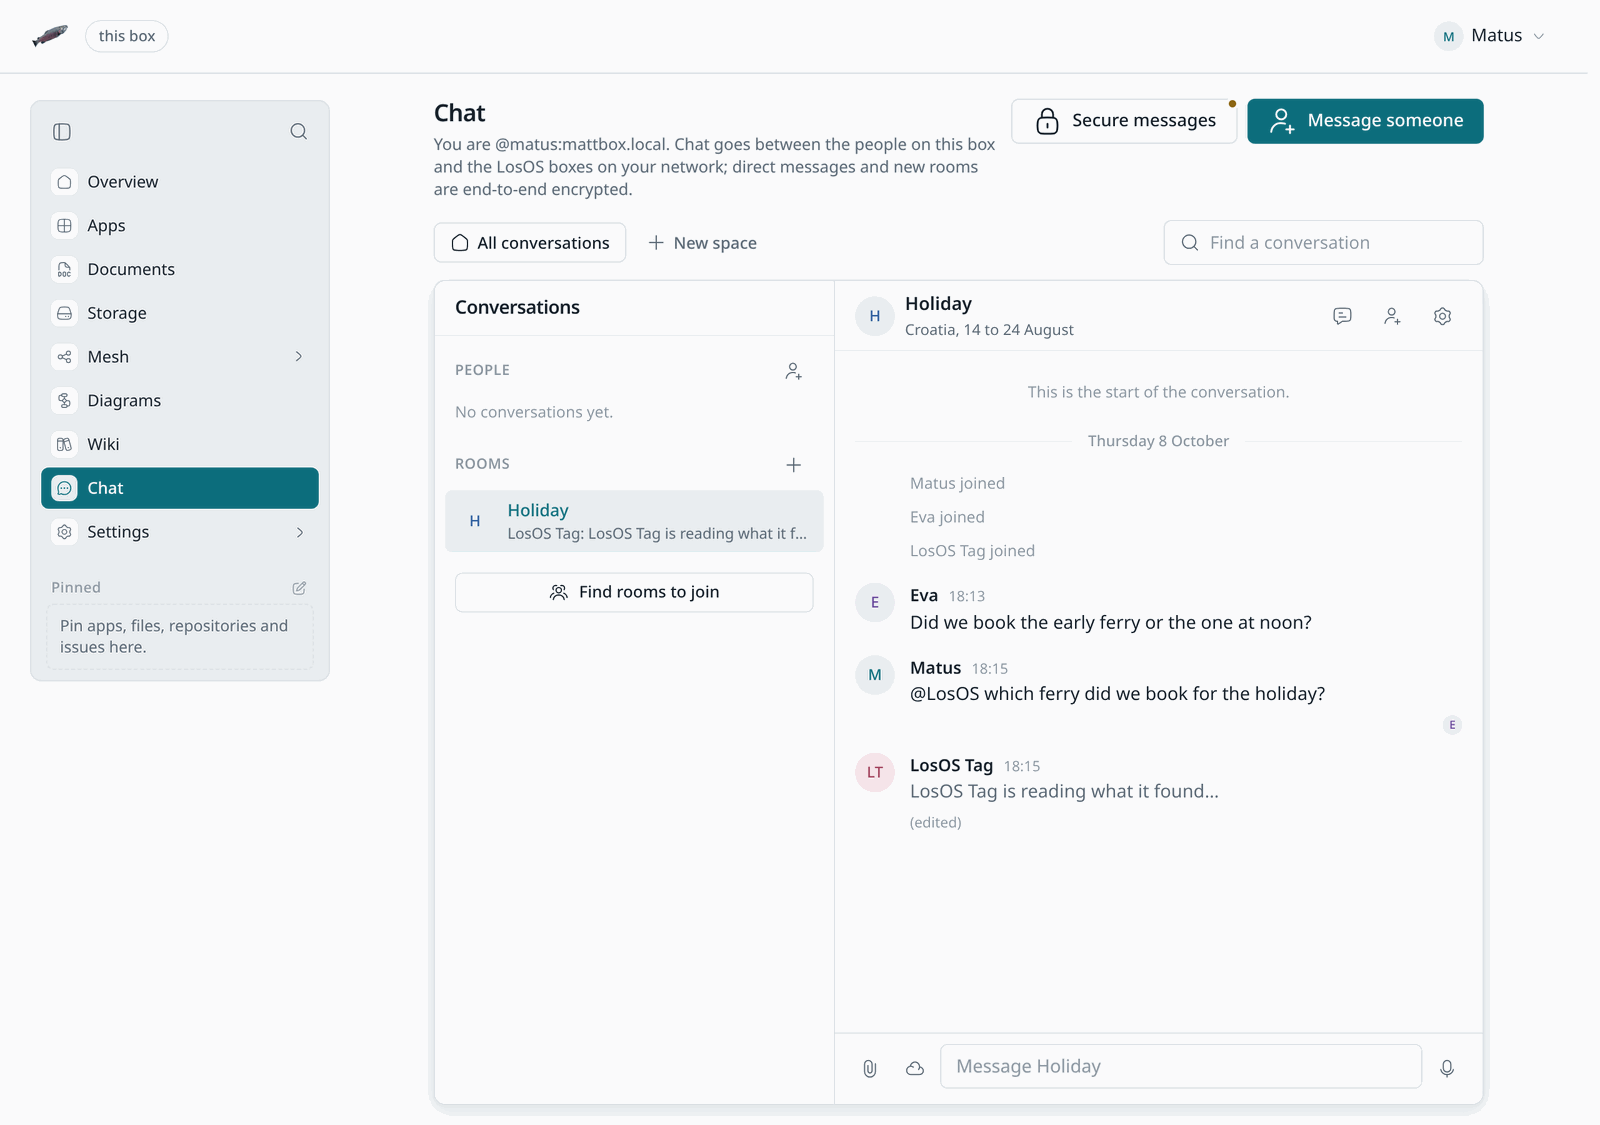 this box
M
Matus
Overview
Apps
Documents
Storage
Mesh
Diagrams
Wiki
Chat
Settings
Pinned
Pin apps, files, repositories and
issues here.
Chat
You are @matus:mattbox.local. Chat goes between the people on this box
and the LosOS boxes on your network; direct messages and new rooms
are end-to-end encrypted.
Secure messages
Message someone
All conversations
New space
Find a conversation
Conversations
PEOPLE
No conversations yet.
ROOMS
H
Holiday
LosOS Tag: LosOS Tag is reading what it f...
Find rooms to join
H
Holiday
Croatia, 14 to 24 August
This is the start of the conversation.
Thursday 8 October
Matus joined
Eva joined
LosOS Tag joined
E
Eva 18:13
Did we book the early ferry or the one at noon?
M
Matus 18:15
@LosOS which ferry did we book for the holiday?
E
LT
LosOS Tag 18:15
LosOS Tag is reading what it found...
(edited)
Message Holiday